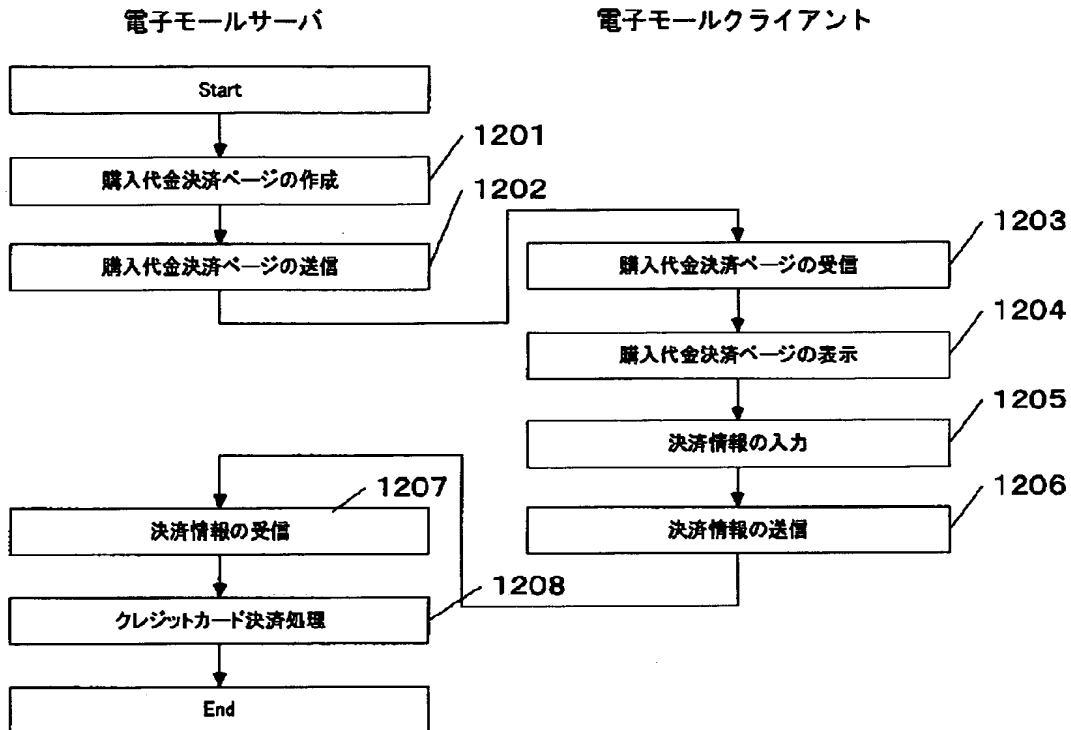 電子モールサーバ
電子モールクライアント
Start
1201
購入代金決済ページの作成
1202
購入代金決済ページの送信
1203
購入代金決済ページの受信
1204
購入代金決済ページの表示
1205
決済情報の入力
1206
決済情報の送信
1207
決済情報の受信
1208
クレジットカード決済処理
End